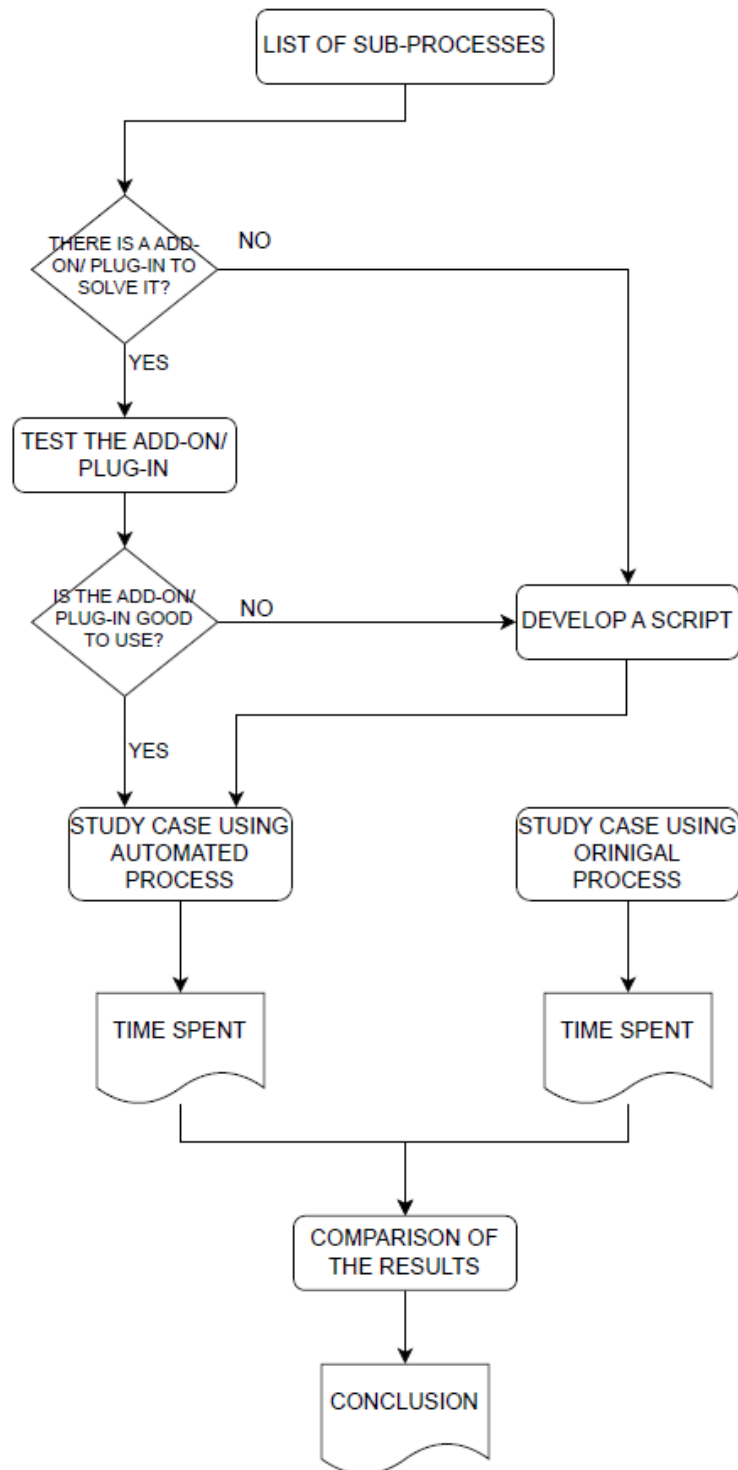 LIST OF SUB-PROCESSES
THERE IS A ADD-
ON/ PLUG-IN TO
SOLVE IT?
NO
YES
TEST THE ADD-ON/
PLUG-IN
IS THE ADD-ON/
PLUG-IN GOOD
TO USE?
NO
DEVELOP A SCRIPT
YES
STUDY CASE USING
AUTOMATED
PROCESS
STUDY CASE USING
ORINIGAL
PROCESS
TIME SPENT
TIME SPENT
COMPARISON OF
THE RESULTS
CONCLUSION